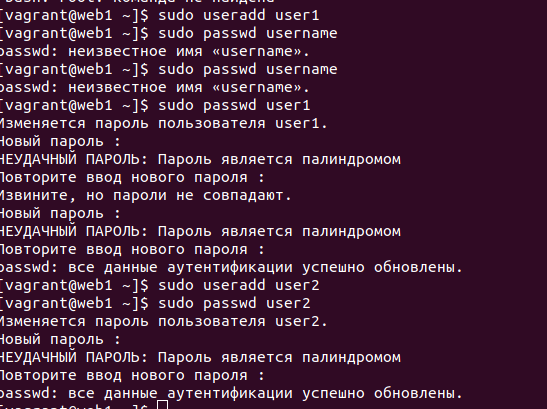 [vagrant@web1 ~]$ sudo useradd user1
[vagrant@web1 ~]$ sudo passwd username
passwd: неизвестное имя «username».
[vagrant@web1 ~]$ sudo passwd username
passwd: неизвестное имя «username».
[vagrant@web1 ~]$ sudo passwd user1
Изменяется пароль пользователя user1.
Новый пароль :
НЕУДАЧНЫЙ ПАРОЛЬ: Пароль является палиндромом
Повторите ввод нового пароля :
Извините, но пароли не совпадают.
Новый пароль :
НЕУДАЧНЫЙ ПАРОЛЬ: Пароль является палиндромом
Повторите ввод нового пароля :
passwd: все данные аутентификации успешно обновлены.
[vagrant@web1 ~]$ sudo useradd user2
[vagrant@web1 ~]$ sudo passwd user2
Изменяется пароль пользователя user2.
Новый пароль :
НЕУДАЧНЫЙ ПАРОЛЬ: Пароль является палиндромом
Повторите ввод нового пароля :
passwd: все данные аутентификации успешно обновлены.
[vagrant@web1 ~]$